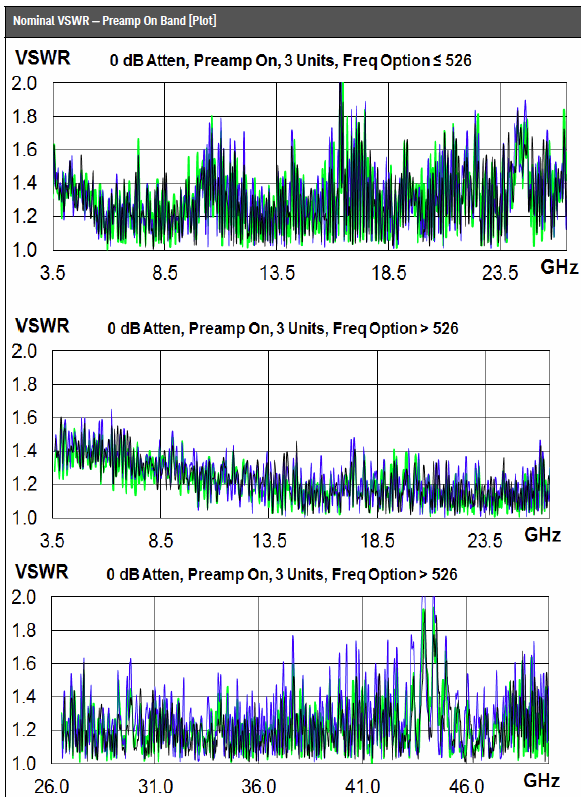 Nominal VSWR – Preamp On Band [Plot]
VSWR 0 dB Atten, Preamp On, 3 Units, Freq Option ≤ 526
2.0
1.8
1.6
1.4
1.2
1.0
3.5 8.5 13.5 18.5 23.5 GHz
VSWR 0 dB Atten, Preamp On, 3 Units, Freq Option > 526
2.0
1.8
1.6
1.4
1.2
1.0
3.5 8.5 13.5 18.5 23.5 GHz
VSWR 0 dB Atten, Preamp On, 3 Units, Freq Option > 526
2.0
1.8
1.6
1.4
1.2
1.0
26.0 31.0 36.0 41.0 46.0 GHz